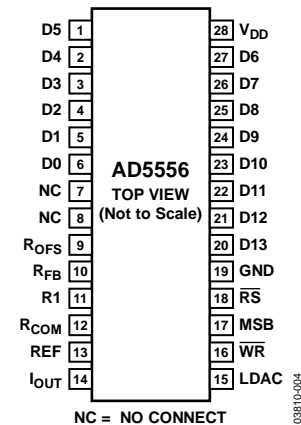 D5 1 28 VDD
D4 2 27 D6
D3 3 26 D7
D2 4 25 D8
D1 5 24 D9
D0 6 23 D10
AD5556
NC 7 22 D11
TOP VIEW
NC 8 21 D12
(Not to Scale)
ROFS 9 20 D13
RFB 10 19 GND
R1 11 18 R̅S̅
RCOM 12 17 MSB
REF 13 16 W̅R̅
IOUT 14 15 LDAC
NC = NO CONNECT
03810-004